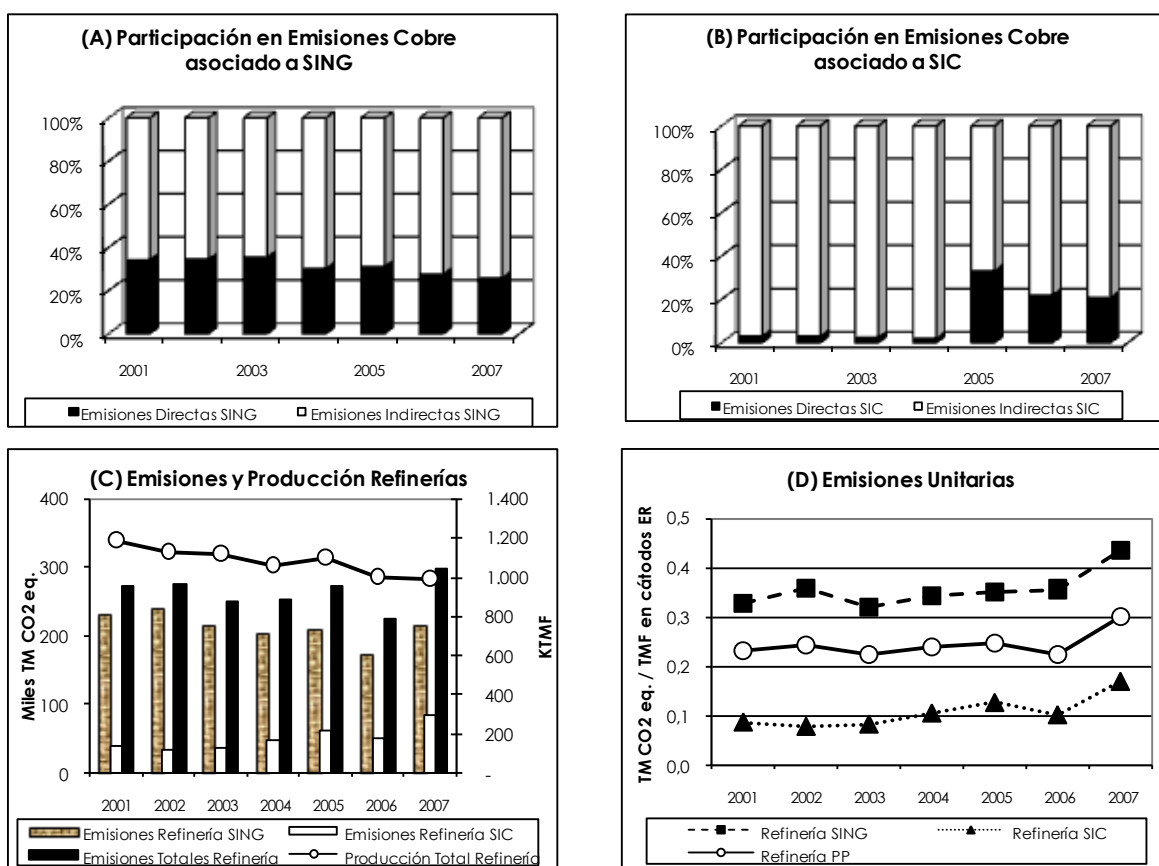 (A) Participación en Emisiones Cobre
asociado a SING
100%
80%
60%
40%
20%
0%
2001
2003
2005
2007
Emisiones Directas SING
Emisiones Indirectas SING
(B) Participación en Emisiones Cobre
asociado a SIC
100%
80%
60%
40%
20%
0%
2001
2003
2005
2007
Emisiones Directas SIC
Emisiones Indirectas SIC
(C) Emisiones y Producción Refinerías
Miles TM CO2 eq.
400
300
200
100
0
1.400
1.200
1.000
800
600
400
200
-
KTMF
2001
2002
2003
2004
2005
2006
2007
Emisiones Refinería SING
Emisiones Refinería SIC
Emisiones Totales Refinería
Producción Total Refinería
(D) Emisiones Unitarias
TM CO2 eq. / TMF en cátodos ER
0,5
0,4
0,3
0,2
0,1
0,0
2001
2002
2003
2004
2005
2006
2007
Refinería SING
Refinería SIC
Refinería PP